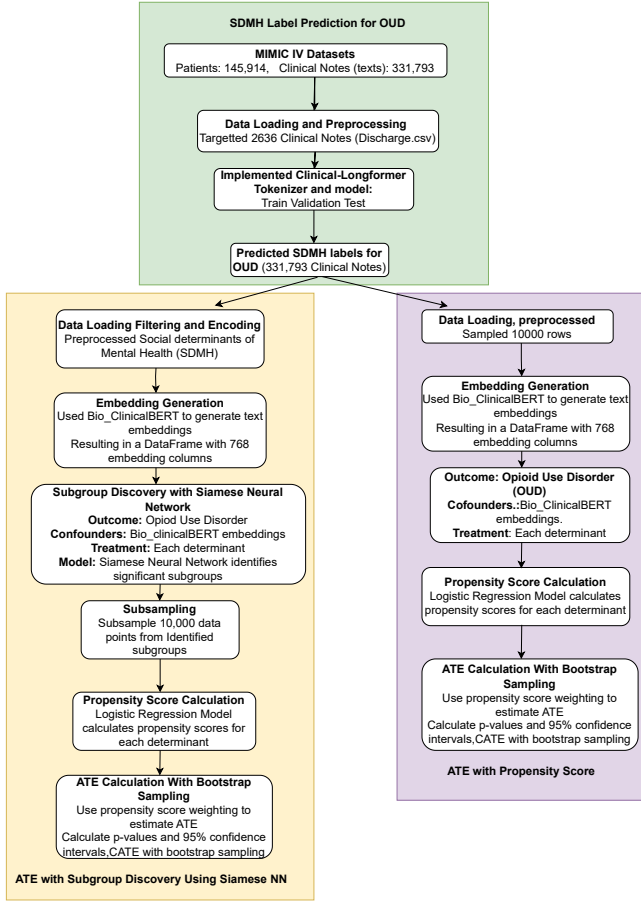 SDMH Label Prediction for OUD
MIMIC IV Datasets
Patients: 145,914, Clinical Notes (texts): 331,793
Data Loading and Preprocessing
Targetted 2636 Clinical Notes (Discharge.csv)
Implemented Clinical-Longformer
Tokenizer and model:
Train Validation Test
Predicted SDMH labels for
OUD (331,793 Clinical Notes)
Data Loading Filtering and Encoding
Preprocessed Social determinants of
Mental Health (SDMH)
Embedding Generation
Used Bio_ClinicalBERT to generate text
embeddings
Resulting in a DataFrame with 768
embedding columns
Subgroup Discovery with Siamese Neural
Network
Outcome: Opiod Use Disorder
Confounders: Bio_clinicalBERT embeddings
Treatment: Each determinant
Model: Siamese Neural Network identifies
significant subgroups
Subsampling
Subsample 10,000 data
points from Identified
subgroups
Propensity Score Calculation
Logistic Regression Model
calculates propensity scores for
each determinant
ATE Calculation With Bootstrap
Sampling
Use propensity score weighting to
estimate ATE
Calculate p-values and 95% confidence
intervals,CATE with bootstrap sampling
ATE with Subgroup Discovery Using Siamese NN
Data Loading, preprocessed
Sampled 10000 rows
Embedding Generation
Used Bio_ClinicalBERT to generate text
embeddings
Resulting in a DataFrame with 768
embedding columns
Outcome: Opioid Use Disorder
(OUD)
Cofounders.:Bio_ClinicalBERT
embeddings.
Treatment: Each determinant
Propensity Score Calculation
Logistic Regression Model calculates
propensity scores for each determinant
ATE Calculation With Bootstrap
Sampling
Use propensity score weighting to
estimate ATE
Calculate p-values and 95% confidence
intervals,CATE with bootstrap sampling
ATE with Propensity Score